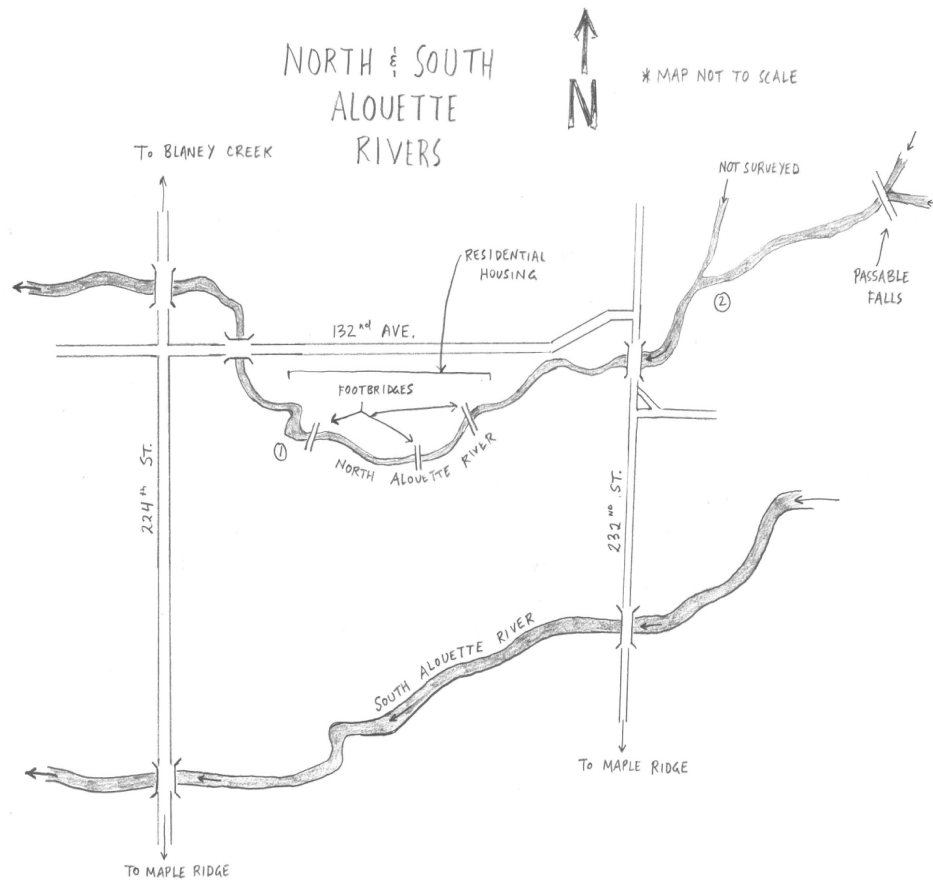 NORTH & SOUTH
ALOUETTE
RIVERS
N
* MAP NOT TO SCALE
TO BLANEY CREEK
NOT SURVEYED
RESIDENTIAL
HOUSING
PASSABLE
FALLS
2
132nd AVE.
FOOTBRIDGES
1
NORTH ALOUETTE RIVER
224th ST.
232ND ST.
SOUTH ALOUETTE RIVER
TO MAPLE RIDGE
TO MAPLE RIDGE